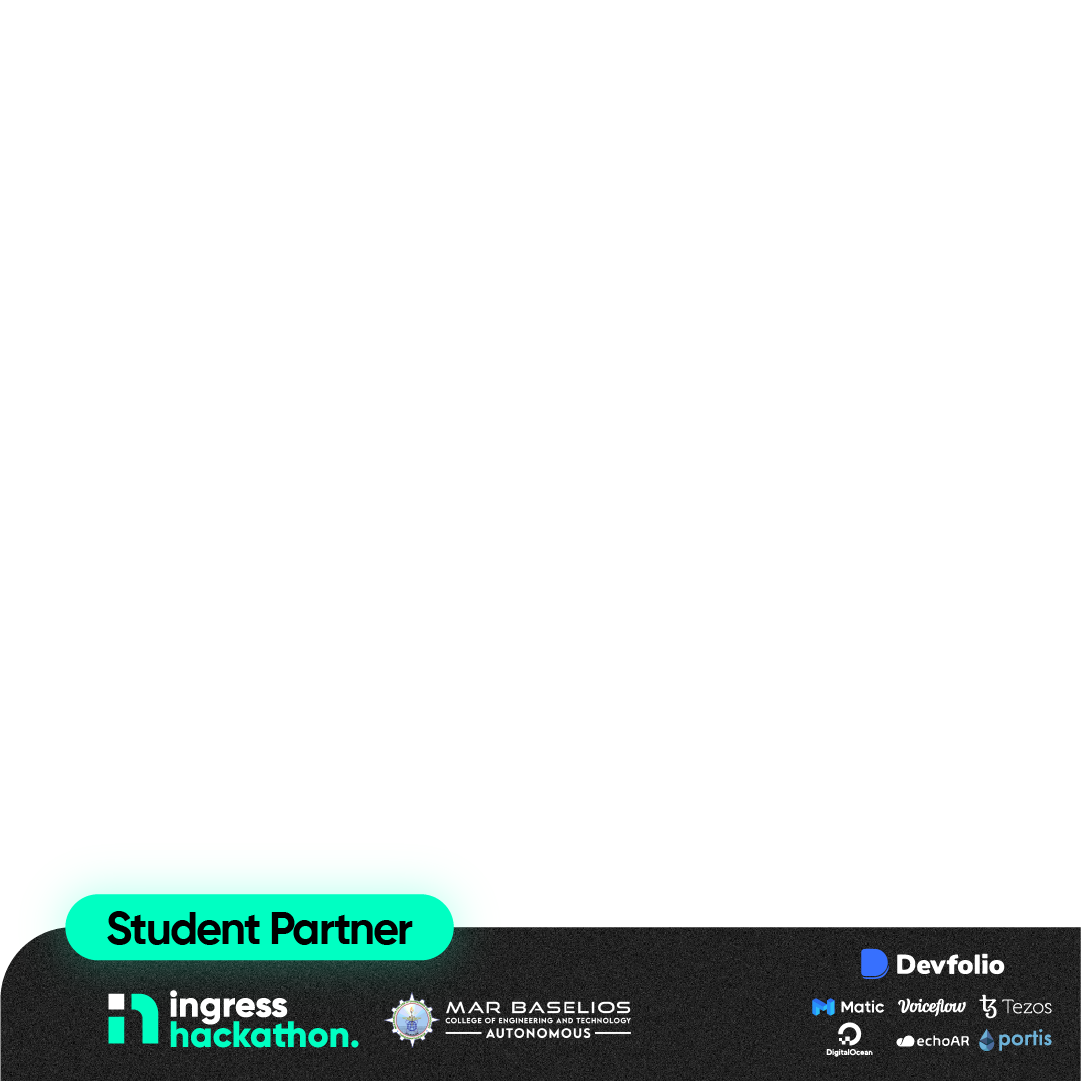 Student Partner
ingress
hackathon.
MAR BASELIOS
COLLEGE OF ENGINEERING AND TECHNOLOGY
AUTONOMOUS
Devfolio
Matic Voiceflow Tezos
DigitalOcean echoAR portis